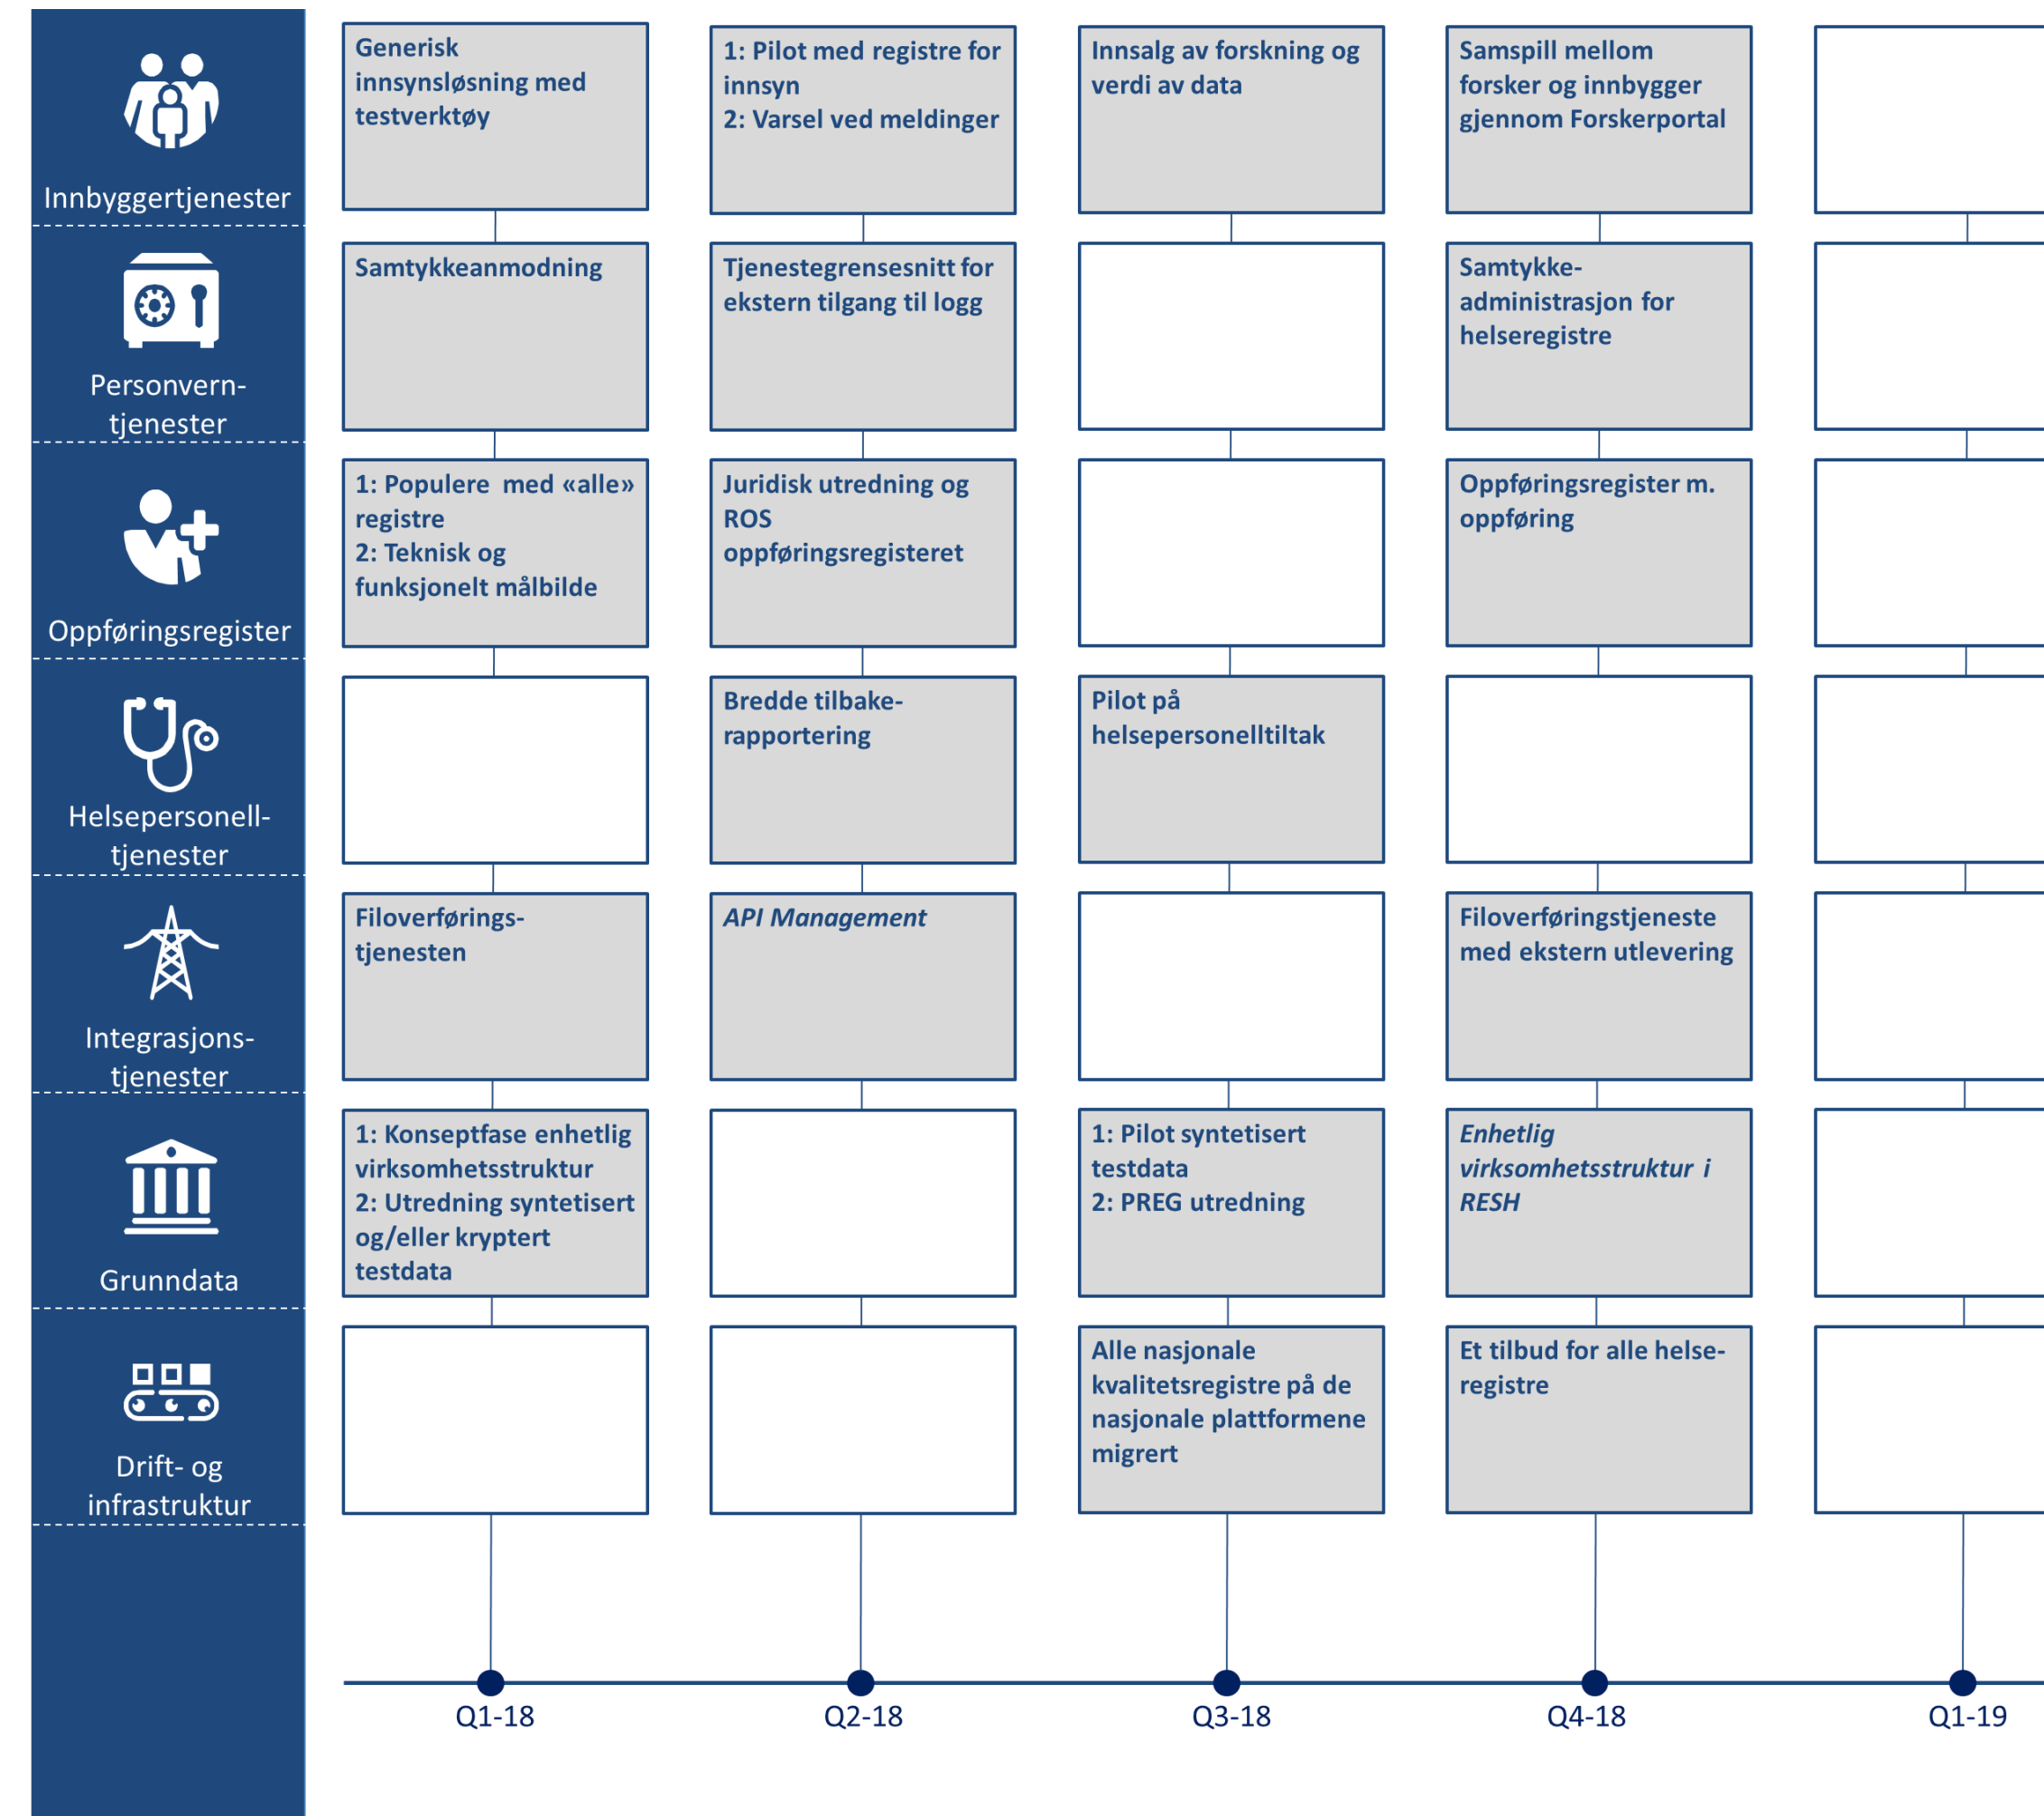 Innbyggertjenester
Generisk
innsynsløsning med
testverktøy
1: Pilot med registre for
innsyn
2: Varsel ved meldinger
Innsalg av forskning og
verdi av data
Samspill mellom
forsker og innbygger
gjennom Forskerportal
Personvern-
tjenester
Samtykkeanmodning
Tjenestegrensesnitt for
ekstern tilgang til logg
Samtykke-
administrasjon for
helseregistre
Oppføringsregister
1: Populere med «alle»
registre
2: Teknisk og
funksjonelt målbilde
Juridisk utredning og
ROS
oppføringsregisteret
Oppføringsregister m.
oppføring
Helsepersonell-
tjenester
Bredde tilbake-
rapportering
Pilot på
helsepersonelltiltak
Integrasjons-
tjenester
Filoverførings-
tjenesten
API Management
Filoverføringstjeneste
med ekstern utlevering
Grunndata
1: Konseptfase enhetlig
virksomhetsstruktur
2: Utredning syntetisert
og/eller kryptert
testdata
1: Pilot syntetisert
testdata
2: PREG utredning
Enhetlig
virksomhetsstruktur i
RESH
Drift- og
infrastruktur
Alle nasjonale
kvalitetsregistre på de
nasjonale plattformene
migrert
Et tilbud for alle helse-
registre
Q1-18
Q2-18
Q3-18
Q4-18
Q1-19